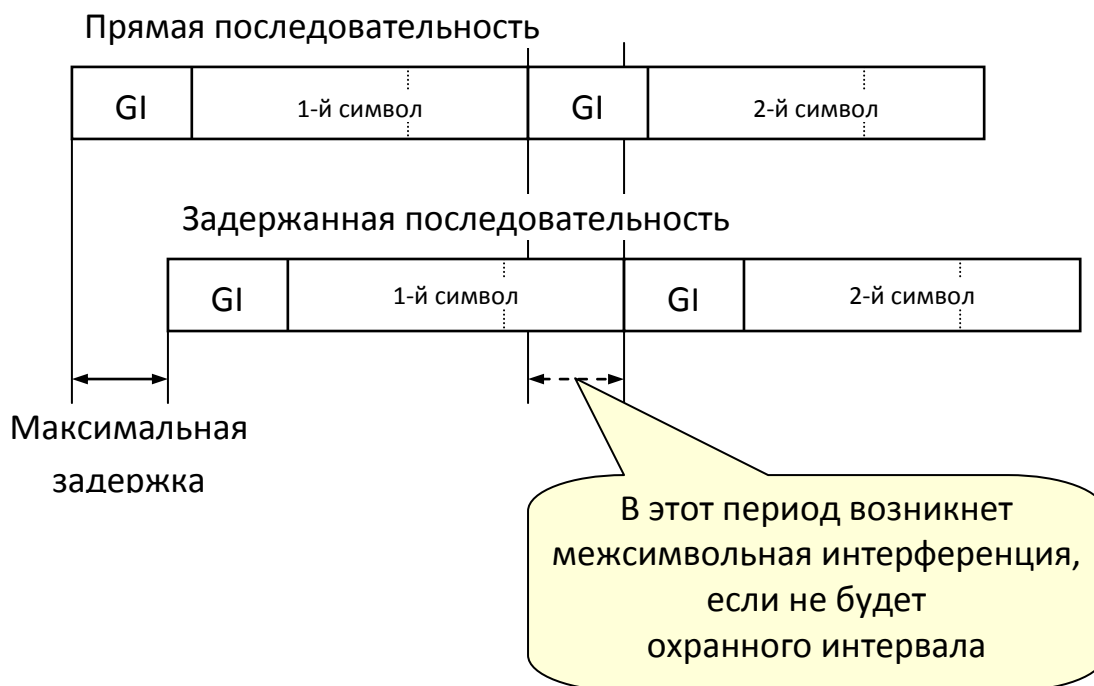 Прямая последовательность
GI 1-й символ GI 2-й символ
Задержанная последовательность
GI 1-й символ GI 2-й символ
Максимальная
задержка
В этот период возникнет
межсимвольная интерференция,
если не будет
охранного интервала